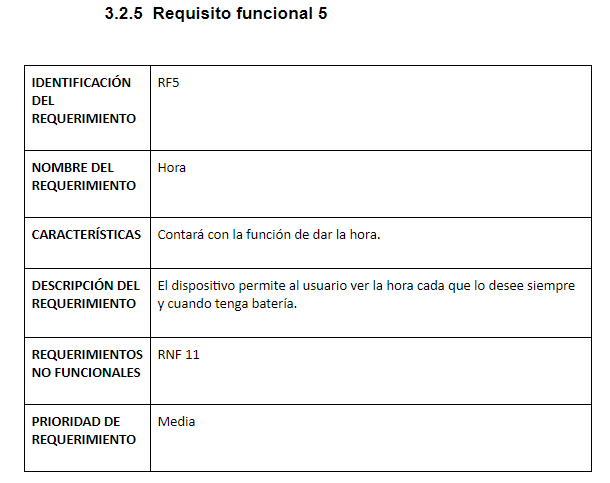 3.2.5 Requisito funcional 5
IDENTIFICACIÓN
DEL
REQUERIMIENTO
RF5
NOMBRE DEL
REQUERIMIENTO
Hora
CARACTERÍSTICAS
Contará con la función de dar la hora.
DESCRIPCIÓN DEL
REQUERIMIENTO
El dispositivo permite al usuario ver la hora cada que lo desee siempre
y cuando tenga batería.
REQUERIMIENTOS
NO FUNCIONALES
RNF 11
PRIORIDAD DE
REQUERIMIENTO
Media